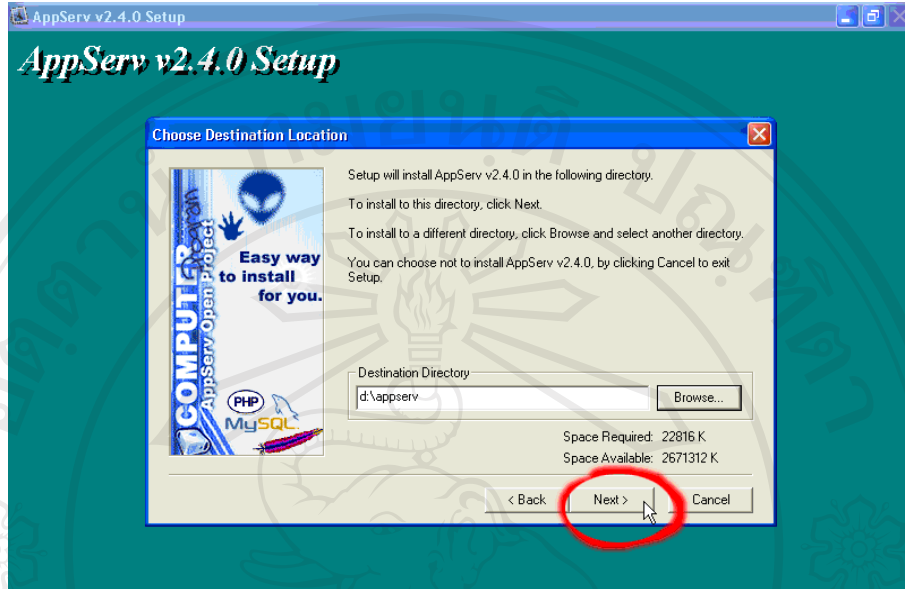 AppServ v2.4.0 Setup
AppServ v2.4.0 Setup
Choose Destination Location
Setup will install AppServ v2.4.0 in the following directory.
To install to this directory, click Next.
To install to a different directory, click Browse and select another directory.
You can choose not to install AppServ v2.4.0, by clicking Cancel to exit
Setup.
COMPUTER
Program
AppServ Open Project
Easy way
to install
for you.
PHP
MySQL
Destination Directory
d:\appserv
Browse...
Space Required: 22816 K
Space Available: 2671312 K
< Back
Next >
Cancel